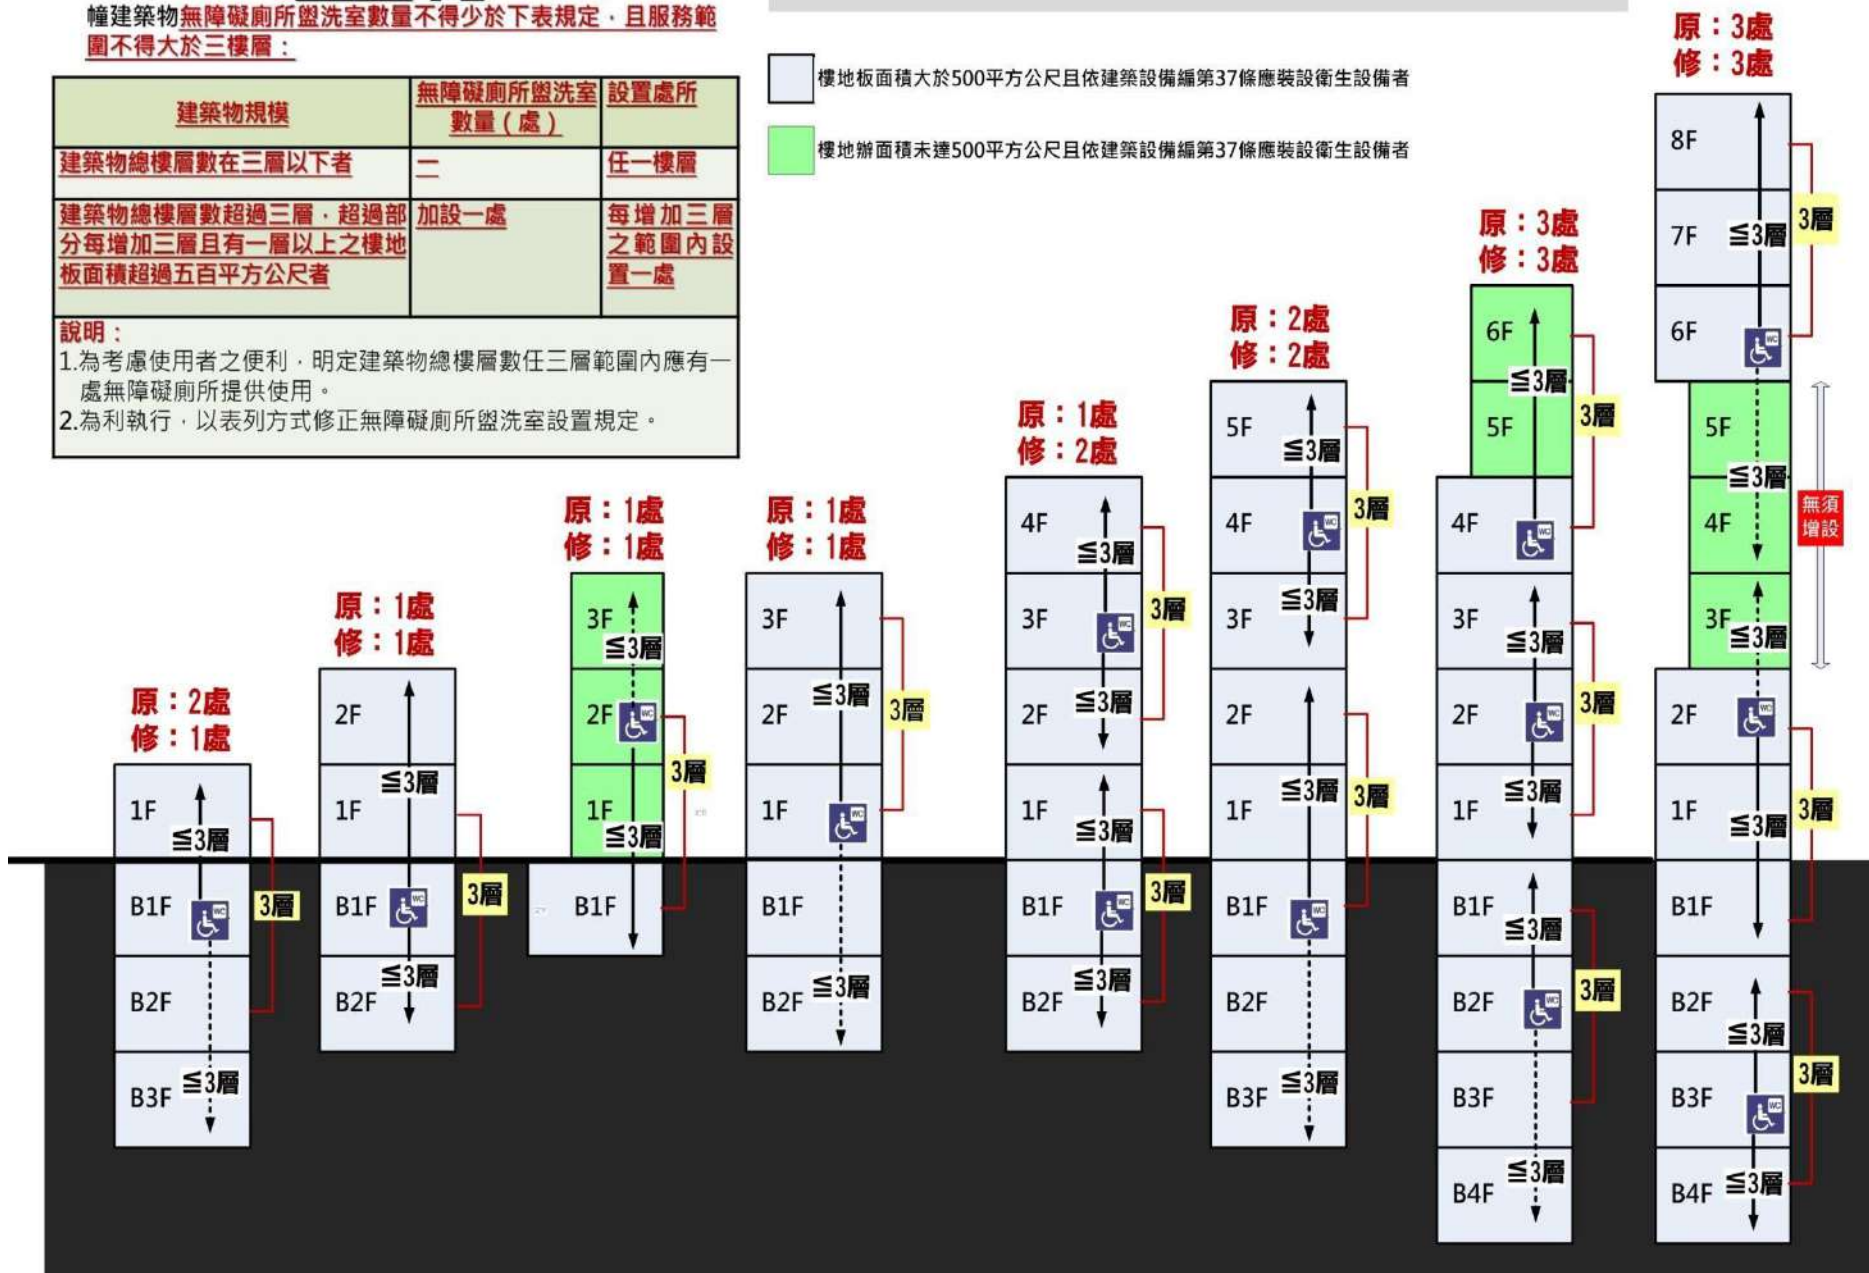 幢建築物無障礙廁所盥洗室數量不得少於下表規定，且服務範
圍不得大於三樓層：
建築物規模
無障礙廁所盥洗室
數量（處）
設置處所
建築物總樓層數在三層以下者
一
任一樓層
建築物總樓層數超過三層，超過部
分每增加三層且有一層以上之樓地
板面積超過五百平方公尺者
加設一處
每增加三層
之範圍內設
置一處
說明：
1.為考慮使用者之便利，明定建築物總樓層數任三層範圍內應有一
處無障礙廁所提供使用。
2.為利執行，以表列方式修正無障礙廁所盥洗室設置規定。
樓地板面積大於500平方公尺且依建築設備編第37條應裝設衛生設備者
樓地辦面積未達500平方公尺且依建築設備編第37條應裝設衛生設備者
原：2處
修：1處
1F
≦3層
B1F
WC
3層
B2F
B3F
≦3層
原：1處
修：1處
2F
≦3層
1F
B1F
WC
3層
≦3層
B2F
原：1處
修：1處
3F
≦3層
2F
WC
3層
1F
≦3層
B1F
原：1處
修：1處
3F
≦3層
2F
3層
1F
WC
B1F
B2F
≦3層
原：1處
修：2處
4F
≦3層
3F
WC
3層
2F
≦3層
1F
≦3層
B1F
WC
3層
B2F
≦3層
原：2處
修：2處
5F
≦3層
4F
WC
3層
3F
≦3層
2F
1F
≦3層
3層
B1F
WC
B2F
B3F
≦3層
原：3處
修：3處
6F
≦3層
5F
3層
4F
WC
3F
≦3層
2F
WC
3層
1F
≦3層
B1F
≦3層
B2F
WC
3層
B3F
B4F
≦3層
原：3處
修：3處
8F
7F
≦3層
3層
6F
WC
5F
≦3層
4F
無須
增設
3F
≦3層
2F
WC
1F
≦3層
3層
B1F
B2F
≦3層
3層
B3F
WC
B4F
≦3層